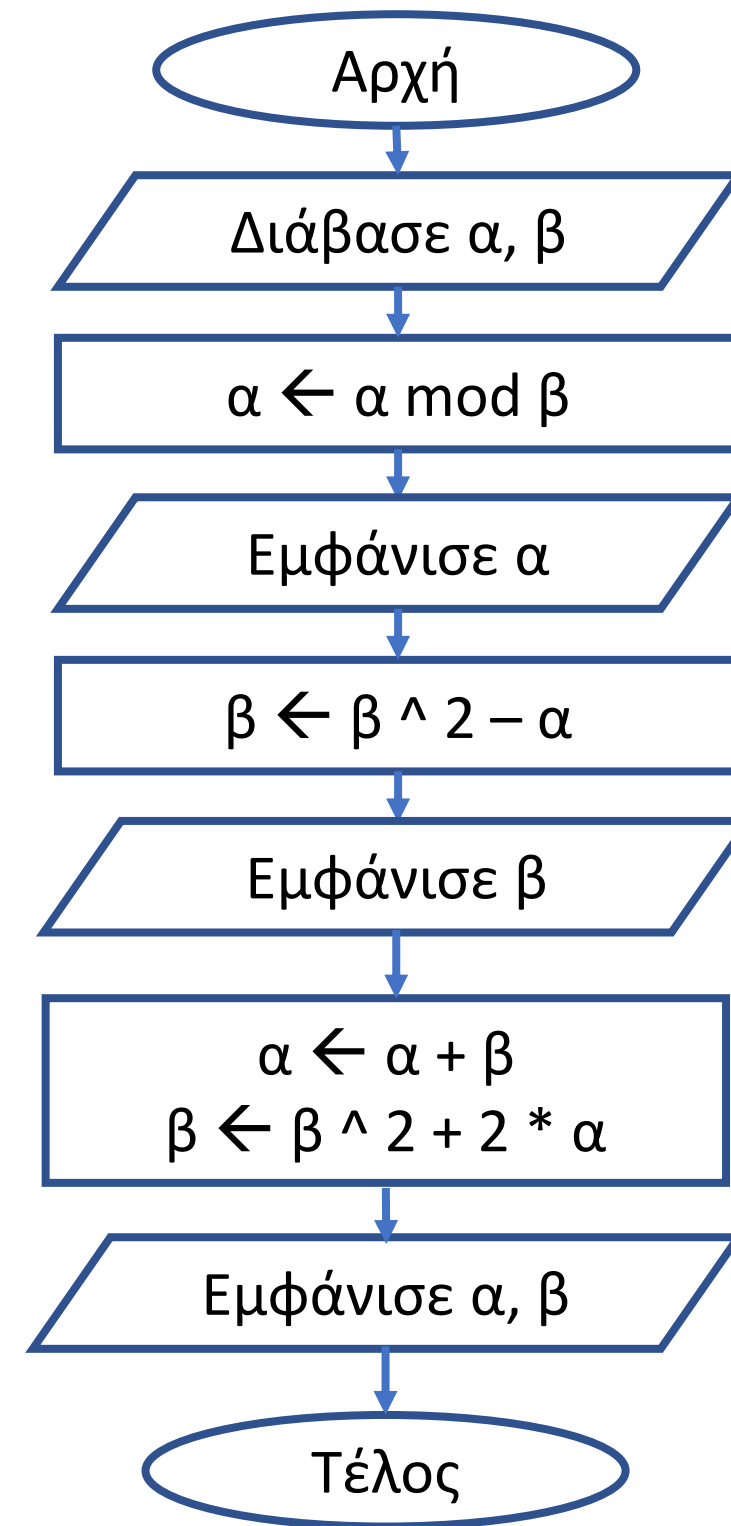 Αρχή
Διάβασε α, β
α ← α mod β
Εμφάνισε α
β ← β ^ 2 – α
Εμφάνισε β
α ← α + β
β ← β ^ 2 + 2 * α
Εμφάνισε α, β
Τέλος